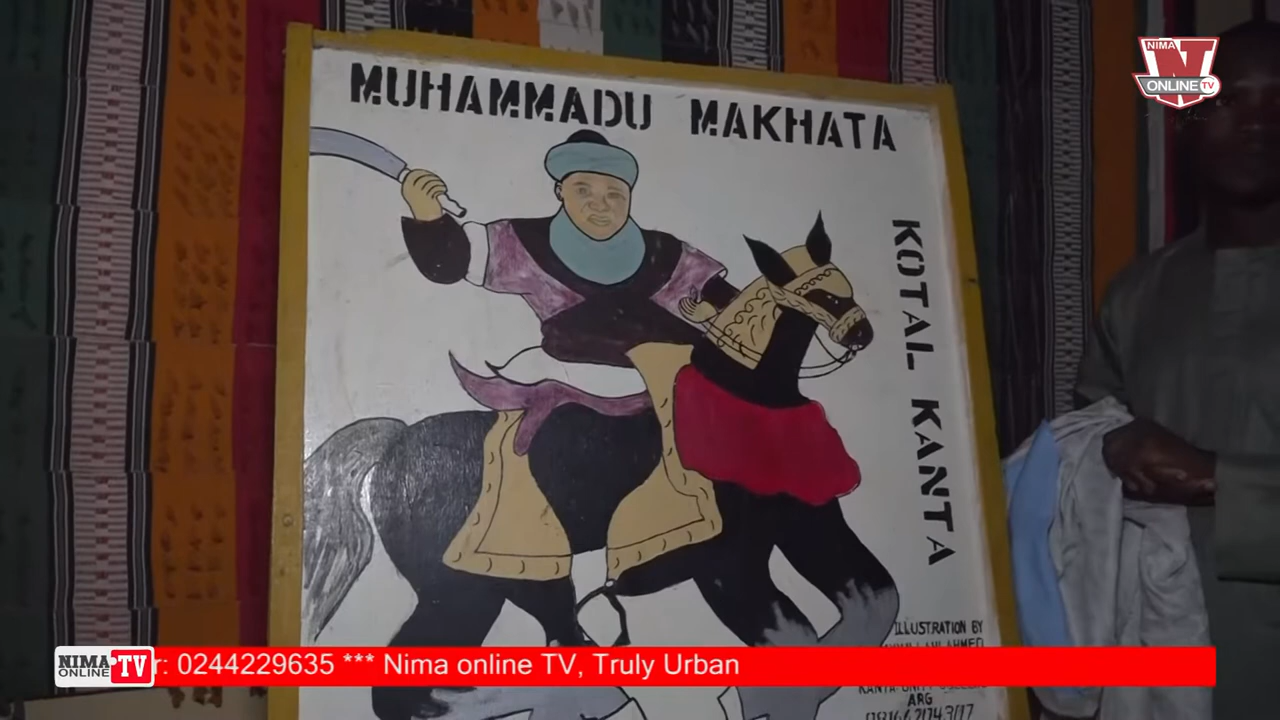 MUHAMMADU MAKHATA
KOTAL KANTA
NIMA
ONLINE TV
ILLUSTRATION BY
ARG
NIMA
ONLINE TV
r: 0244229635 *** Nima online TV, Truly Urban